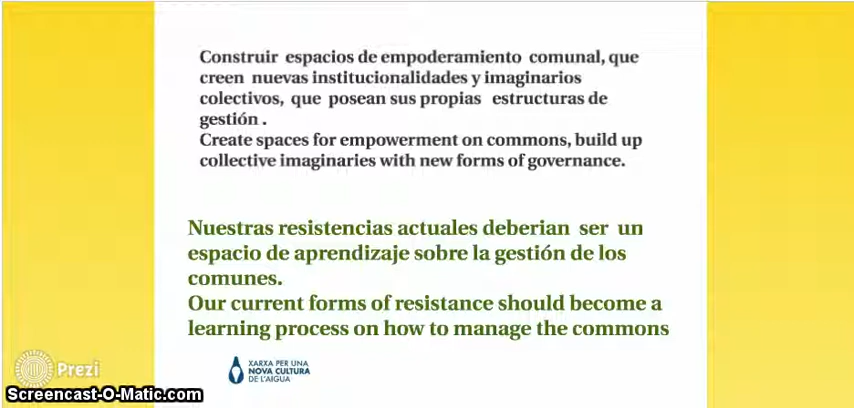 Construir espacios de empoderamiento comunal, que
creen nuevas institucionalidades y imaginarios
colectivos, que posean sus propias estructuras de
gestión .
Create spaces for empowerment on commons, build up
collective imaginaries with new forms of governance.
Nuestras resistencias actuales deberian ser un
espacio de aprendizaje sobre la gestión de los
comunes.
Our current forms of resistance should become a
learning process on how to manage the commons
XARXA PER UNA
NOVA CULTURA
DE L'AIGUA
Prezi
Screencast-O-Matic.com